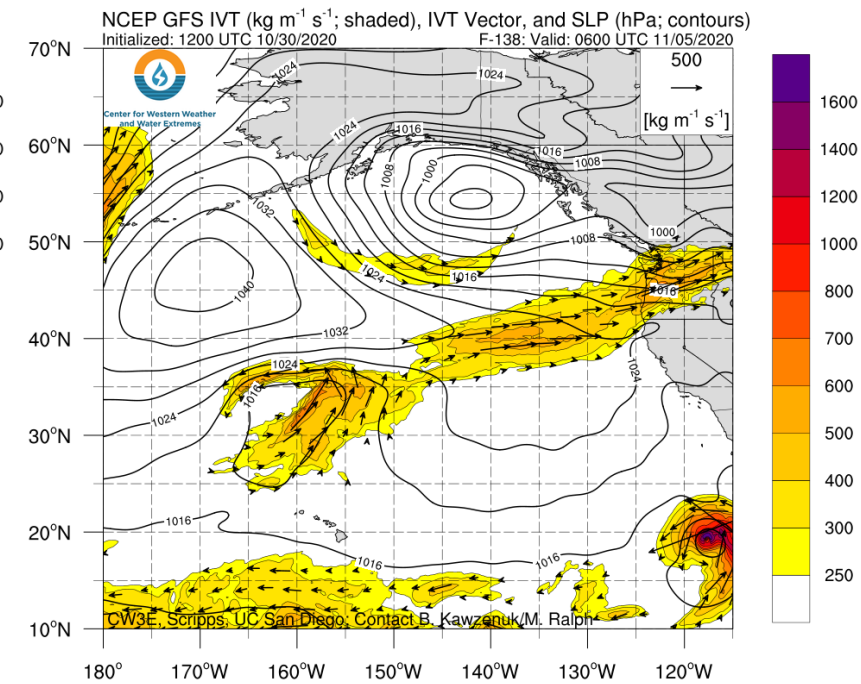 NCEP GFS IVT (kg m⁻¹ s⁻¹; shaded), IVT Vector, and SLP (hPa; contours)
Initialized: 1200 UTC 10/30/2020 F-138: Valid: 0600 UTC 11/05/2020
70°N
60°N
50°N
40°N
30°N
20°N
10°N
180° 170°W 160°W 150°W 140°W 130°W 120°W
Center for Western Weather
and Water Extremes
500
[kg m⁻¹ s⁻¹]
1024
1024
1024
1016
1016
1008
1008
1000
1032
1000
1008
1024
1016
1016
1040
1032
1024
1016
1024
1024
1016
1016
1016
CW3E, Scripps, UC San Diego; Contact B. Kawzenuk/M. Ralph
1600
1400
1200
1000
800
700
600
500
400
300
250